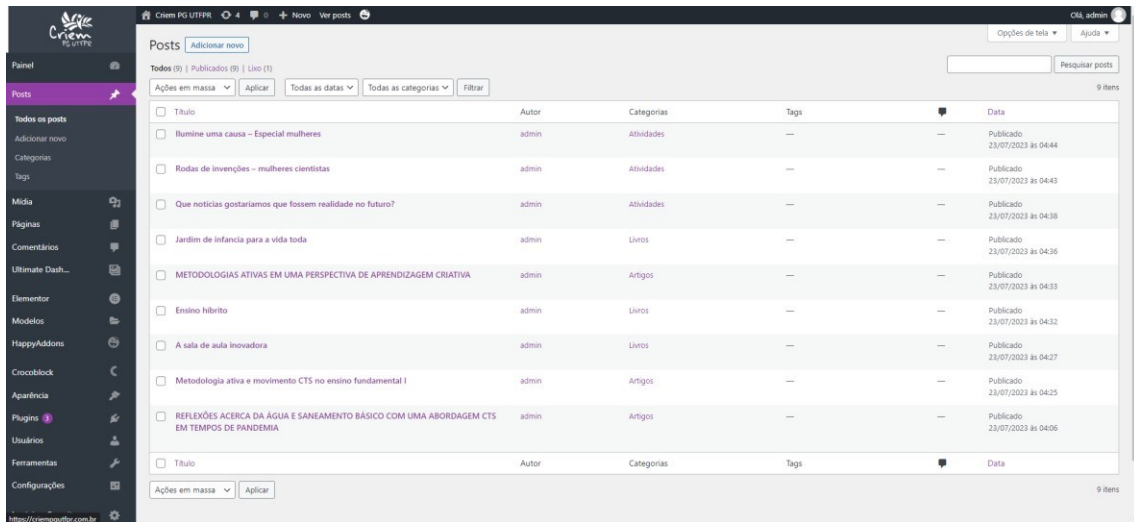 Criem
PG UTFPR
Criem PG UTFPR 4 0 + Novo Ver posts
Olá, admin
Painel
Posts
Todos os posts
Adicionar novo
Categorias
Tags
Mídia
Páginas
Comentários
Ultimate Dash...
Elementor
Modelos
HappyAddons
Crocoblock
Aparência
Plugins 3
Usuários
Ferramentas
Configurações
https://criempgutfpr.com.br
Opções de tela Ajuda
Posts Adicionar novo
Todos (9) | Publicados (9) | Lixo (1)
Pesquisar posts
Ações em massa Aplicar Todas as datas Todas as categorias Filtrar
9 itens
Título Autor Categorias Tags Data
Ilumine uma causa – Especial mulheres admin Atividades — — Publicado
23/07/2023 às 04:44
Rodas de invenções – mulheres cientistas admin Atividades — — Publicado
23/07/2023 às 04:43
Que notícias gostaríamos que fossem realidade no futuro? admin Atividades — — Publicado
23/07/2023 às 04:38
Jardim de infancia para a vida toda admin Livros — — Publicado
23/07/2023 às 04:36
METODOLOGIAS ATIVAS EM UMA PERSPECTIVA DE APRENDIZAGEM CRIATIVA admin Artigos — — Publicado
23/07/2023 às 04:33
Ensino híbrito admin Livros — — Publicado
23/07/2023 às 04:32
A sala de aula inovadora admin Livros — — Publicado
23/07/2023 às 04:27
Metodologia ativa e movimento CTS no ensino fundamental I admin Artigos — — Publicado
23/07/2023 às 04:25
REFLEXÕES ACERCA DA ÁGUA E SANEAMENTO BÁSICO COM UMA ABORDAGEM CTS admin Artigos — — Publicado
EM TEMPOS DE PANDEMIA 23/07/2023 às 04:06
Título Autor Categorias Tags Data
Ações em massa Aplicar
9 itens